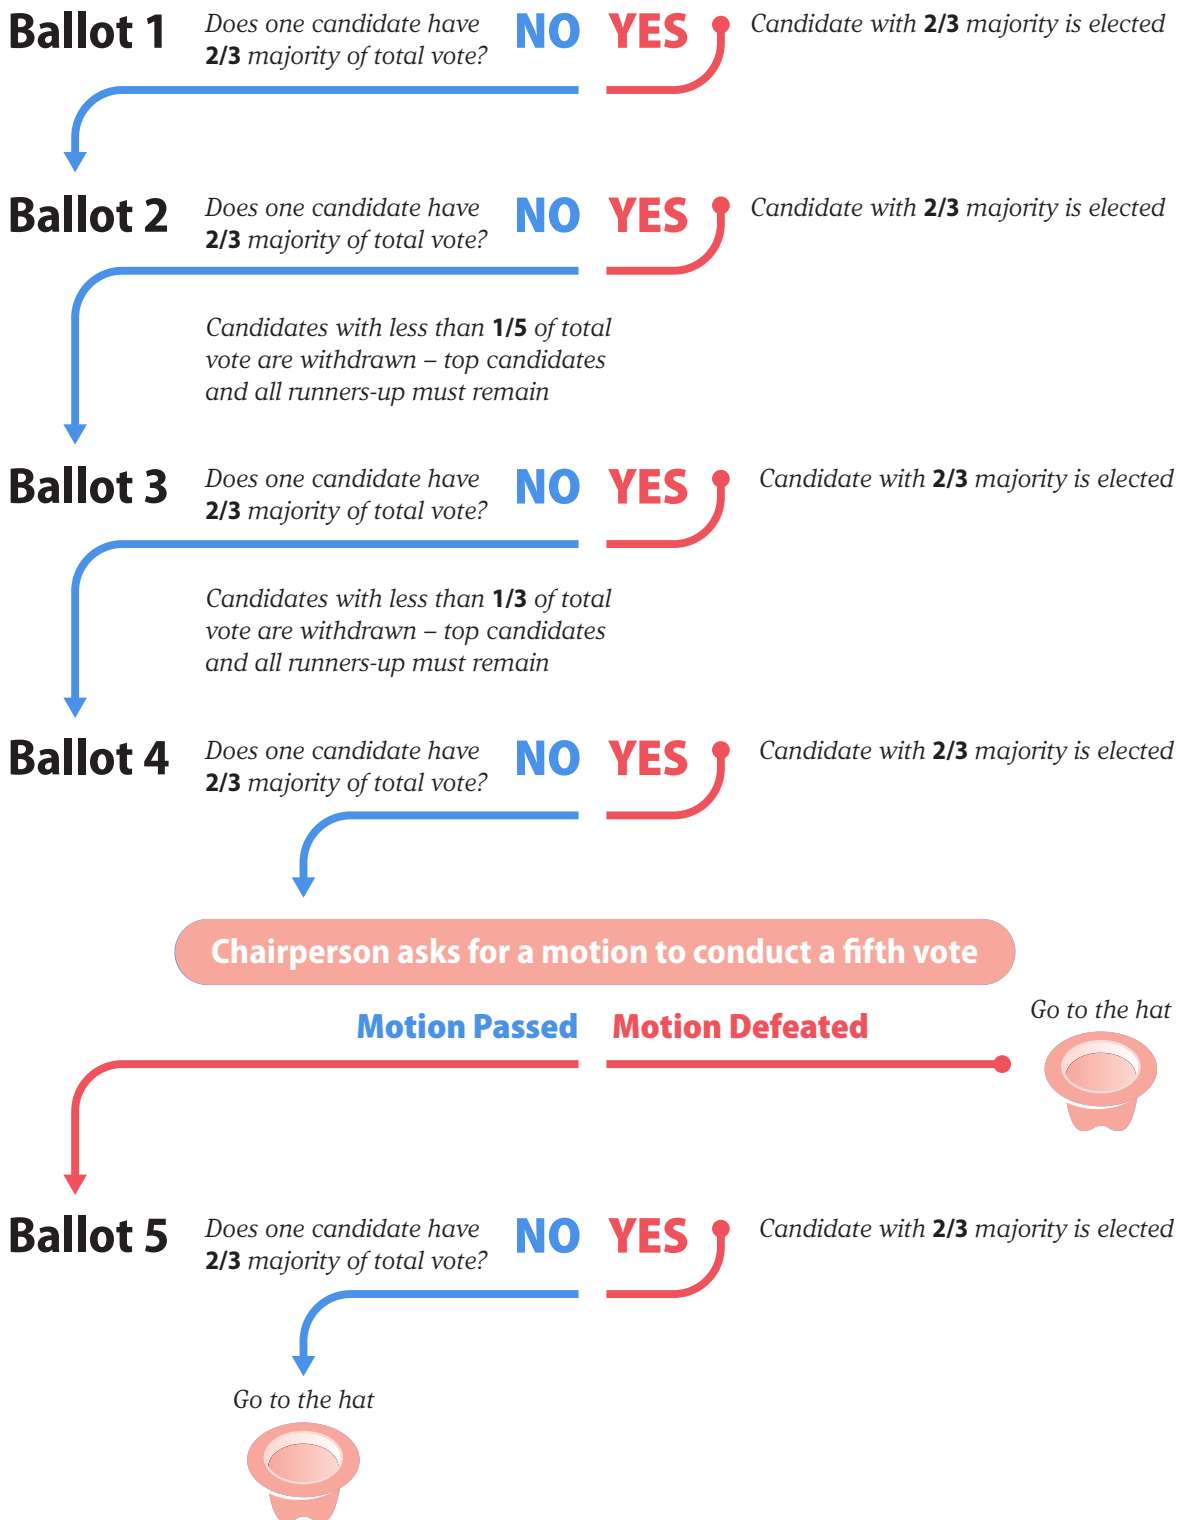 Ballot 1
Does one candidate have
2/3 majority of total vote?
NO YES
Candidate with 2/3 majority is elected
Ballot 2
Does one candidate have
2/3 majority of total vote?
NO YES
Candidate with 2/3 majority is elected
Candidates with less than 1/5 of total
vote are withdrawn – top candidates
and all runners-up must remain
Ballot 3
Does one candidate have
2/3 majority of total vote?
NO YES
Candidate with 2/3 majority is elected
Candidates with less than 1/3 of total
vote are withdrawn – top candidates
and all runners-up must remain
Ballot 4
Does one candidate have
2/3 majority of total vote?
NO YES
Candidate with 2/3 majority is elected
Chairperson asks for a motion to conduct a fifth vote
Motion Passed
Motion Defeated
Go to the hat
Ballot 5
Does one candidate have
2/3 majority of total vote?
NO YES
Candidate with 2/3 majority is elected
Go to the hat